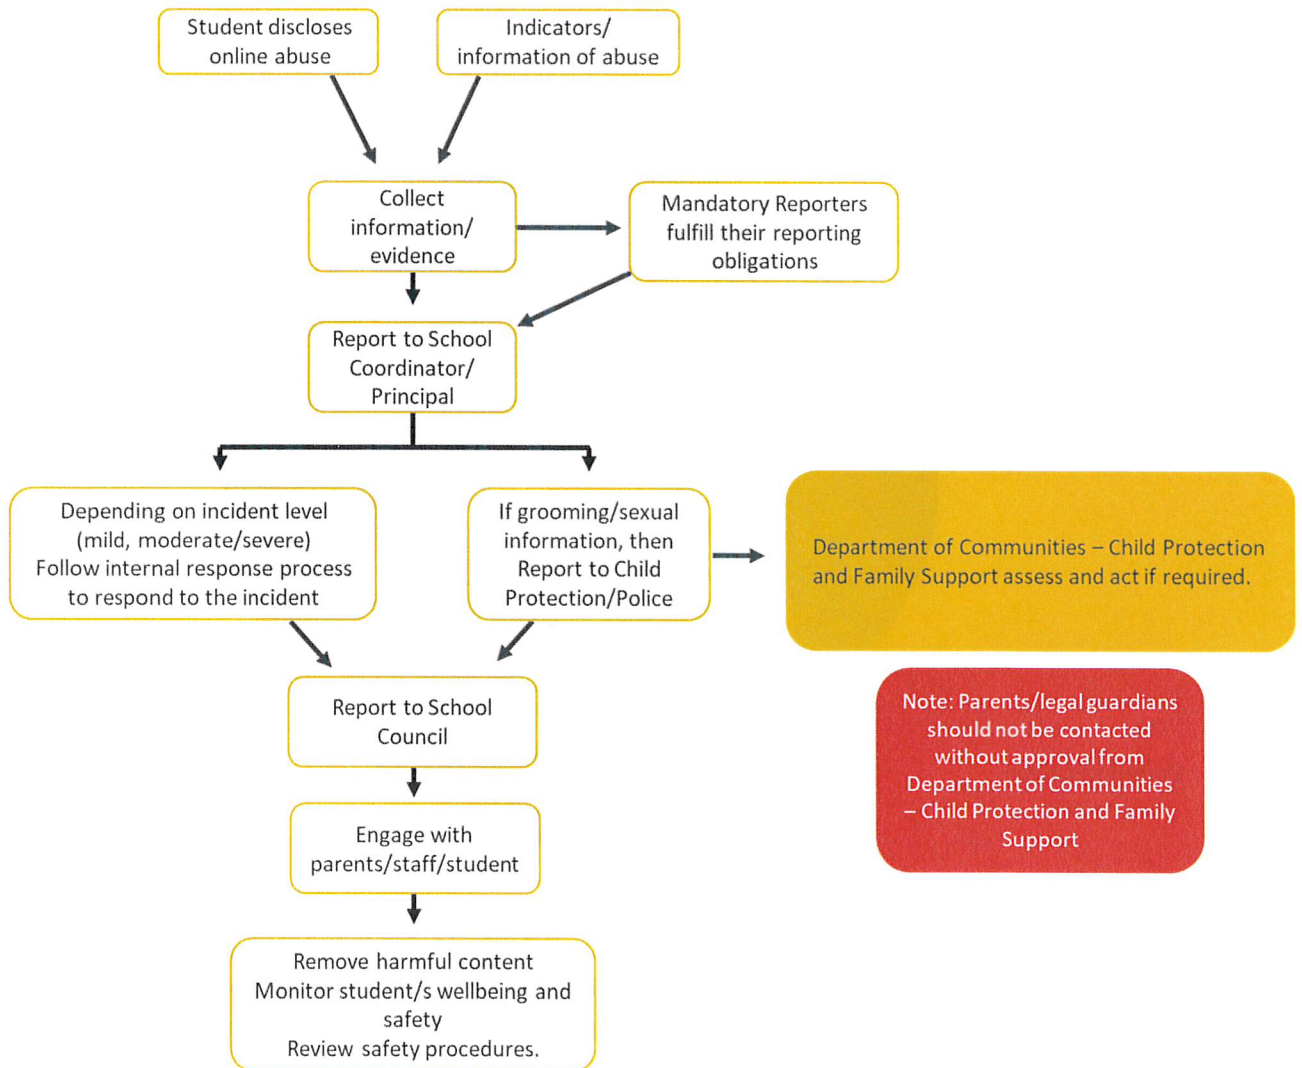 Student discloses
online abuse
Indicators/
information of abuse
Collect
information/
evidence
Mandatory Reporters
fulfill their reporting
obligations
Report to School
Coordinator/
Principal
Depending on incident level
(mild, moderate/severe)
Follow internal response process
to respond to the incident
If grooming/sexual
information, then
Report to Child
Protection/Police
Department of Communities – Child Protection
and Family Support assess and act if required.
Note: Parents/legal guardians
should not be contacted
without approval from
Department of Communities
– Child Protection and Family
Support
Report to School
Council
Engage with
parents/staff/student
Remove harmful content
Monitor student/s wellbeing and
safety
Review safety procedures.